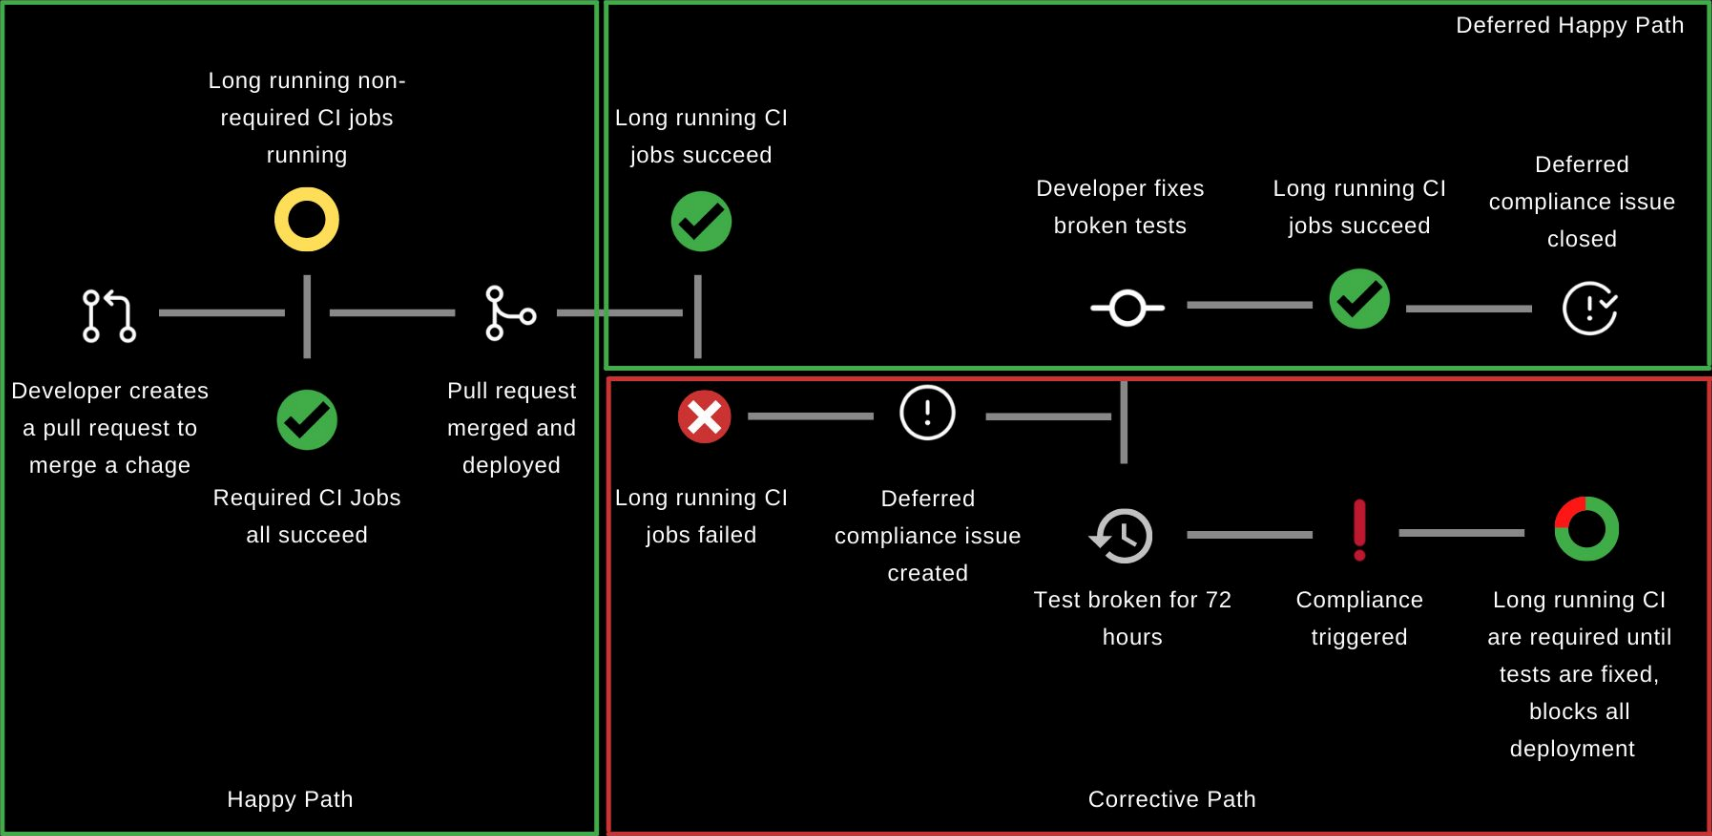 Deferred Happy Path
Long running non-
required CI jobs
running
Developer creates
a pull request to
merge a chage
Required CI Jobs
all succeed
Pull request
merged and
deployed
Happy Path
Long running CI
jobs succeed
Developer fixes
broken tests
Long running CI
jobs succeed
Deferred
compliance issue
closed
Long running CI
jobs failed
Deferred
compliance issue
created
Test broken for 72
hours
Compliance
triggered
Long running CI
are required until
tests are fixed,
blocks all
deployment
Corrective Path